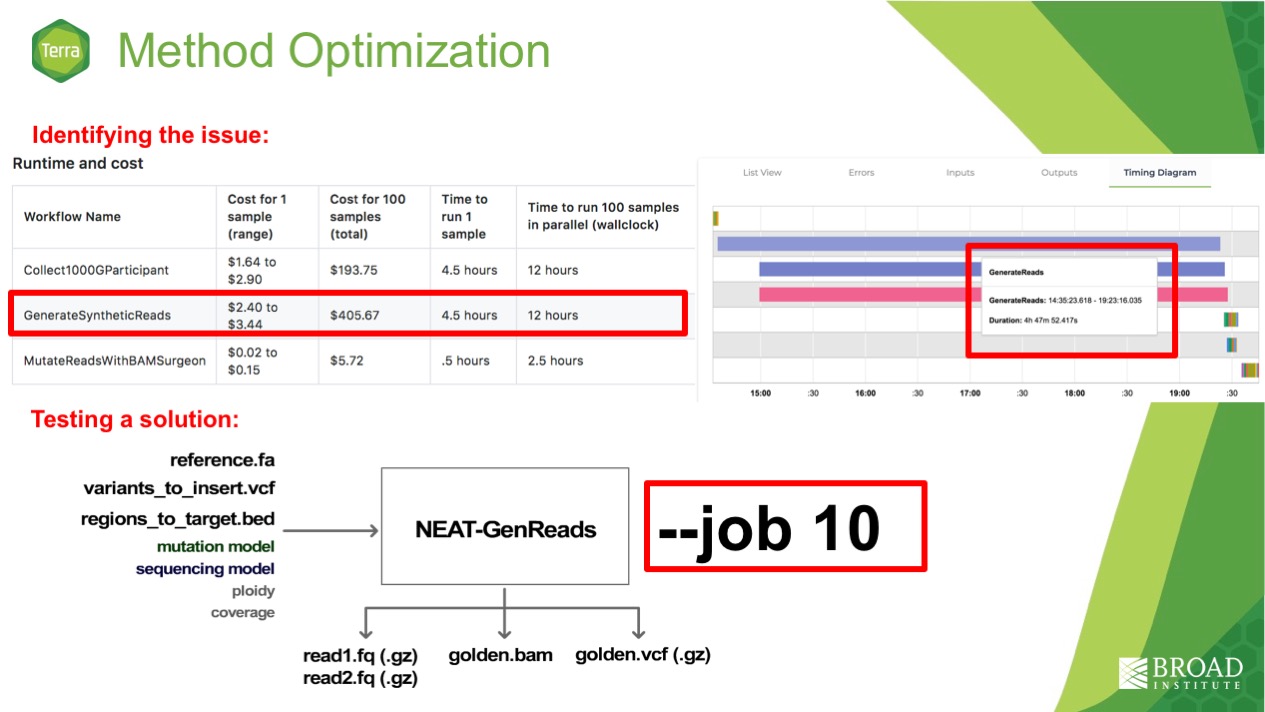 Terra
Method Optimization
Identifying the issue:
Runtime and cost
Workflow Name
Cost for 1
sample
(range)
Cost for 100
samples
(total)
Time to
run 1
sample
Time to run 100 samples
in parallel (wallclock)
Collect1000GParticipant
$1.64 to
$2.90
$193.75
4.5 hours
12 hours
GenerateSyntheticReads
$2.40 to
$3.44
$405.67
4.5 hours
12 hours
MutateReadsWithBAMSurgeon
$0.02 to
$0.15
$5.72
.5 hours
2.5 hours
List View
Errors
Inputs
Outputs
Timing Diagram
GenerateReads
GenerateReads: 14:35:23.618 - 19:23:16.035
Duration: 4h 47m 52.417s
15:00 :30 16:00 :30 17:00 :30 18:00 :30 19:00 :30
Testing a solution:
reference.fa
variants_to_insert.vcf
regions_to_target.bed
mutation model
sequencing model
ploidy
coverage
NEAT-GenReads
--job 10
read1.fq (.gz)
read2.fq (.gz)
golden.bam
golden.vcf (.gz)
BROAD
INSTITUTE